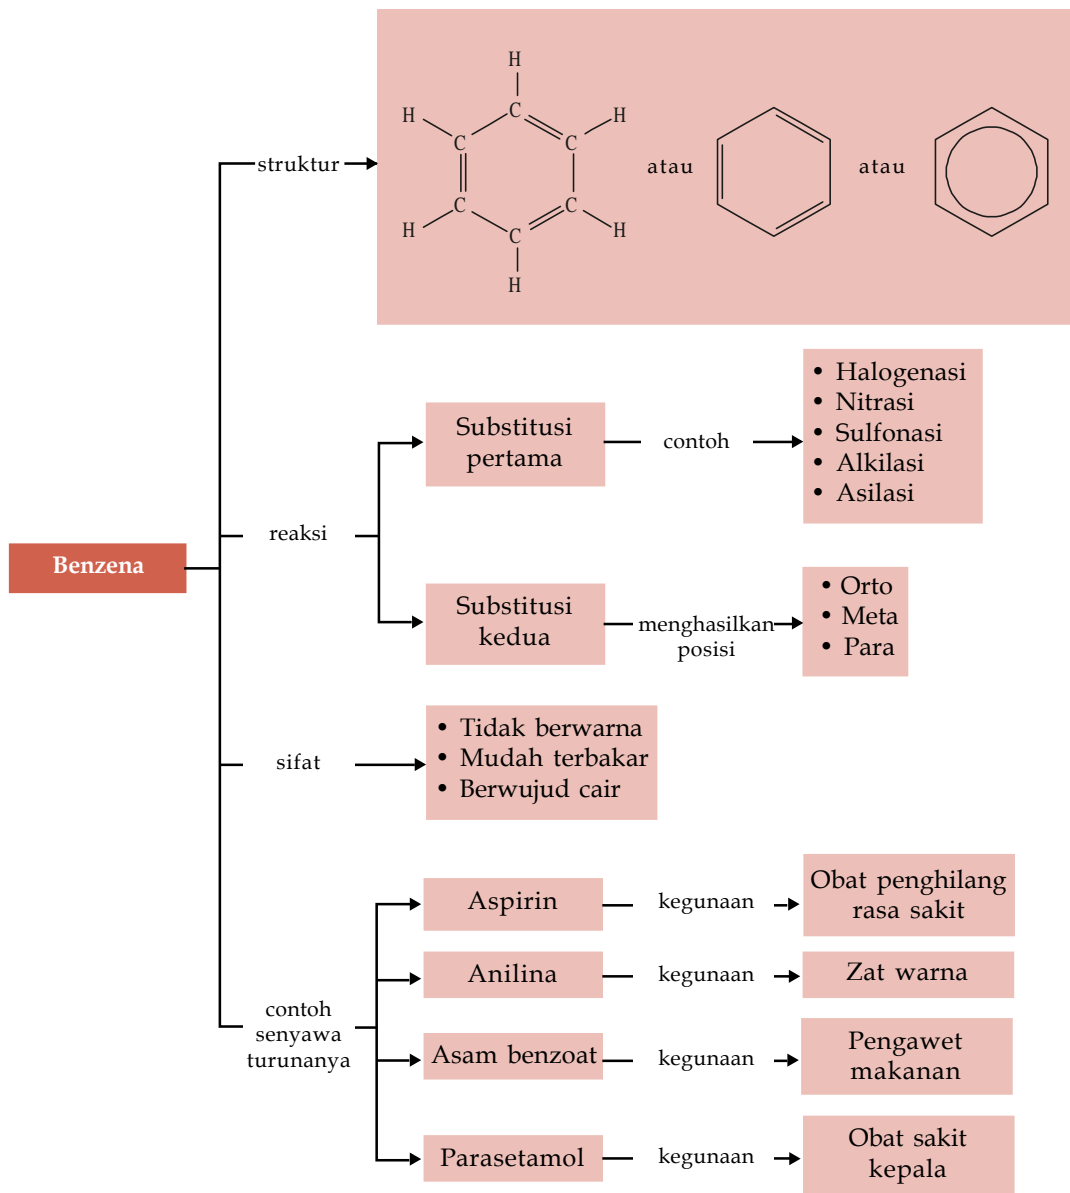 H
H
H
C
C
C
C
C
C
H
H
H
atau
atau
struktur
Substitusi
pertama
contoh
• Halogenasi
• Nitrasi
• Sulfonasi
• Alkilasi
• Asilasi
reaksi
Benzena
Substitusi
kedua
menghasilkan
posisi
• Orto
• Meta
• Para
sifat
• Tidak berwarna
• Mudah terbakar
• Berwujud cair
contoh
senyawa
turunanya
Aspirin
kegunaan
Obat penghilang
rasa sakit
Anilina
kegunaan
Zat warna
Asam benzoat
kegunaan
Pengawet
makanan
Parasetamol
kegunaan
Obat sakit
kepala